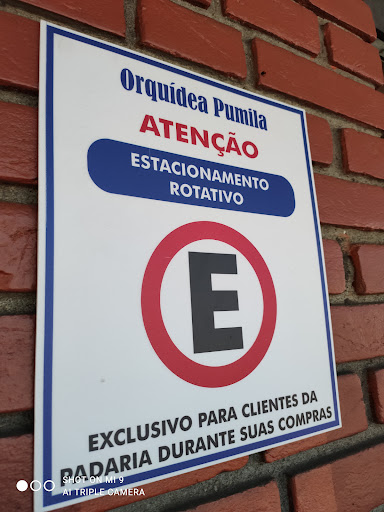 Orquídea Pumila
ATENÇÃO
ESTACIONAMENTO
ROTATIVO
E
EXCLUSIVO PARA CLIENTES DA
PADARIA DURANTE SUAS COMPRAS
SHOT ON MI 9
AI TRIPLE CAMERA